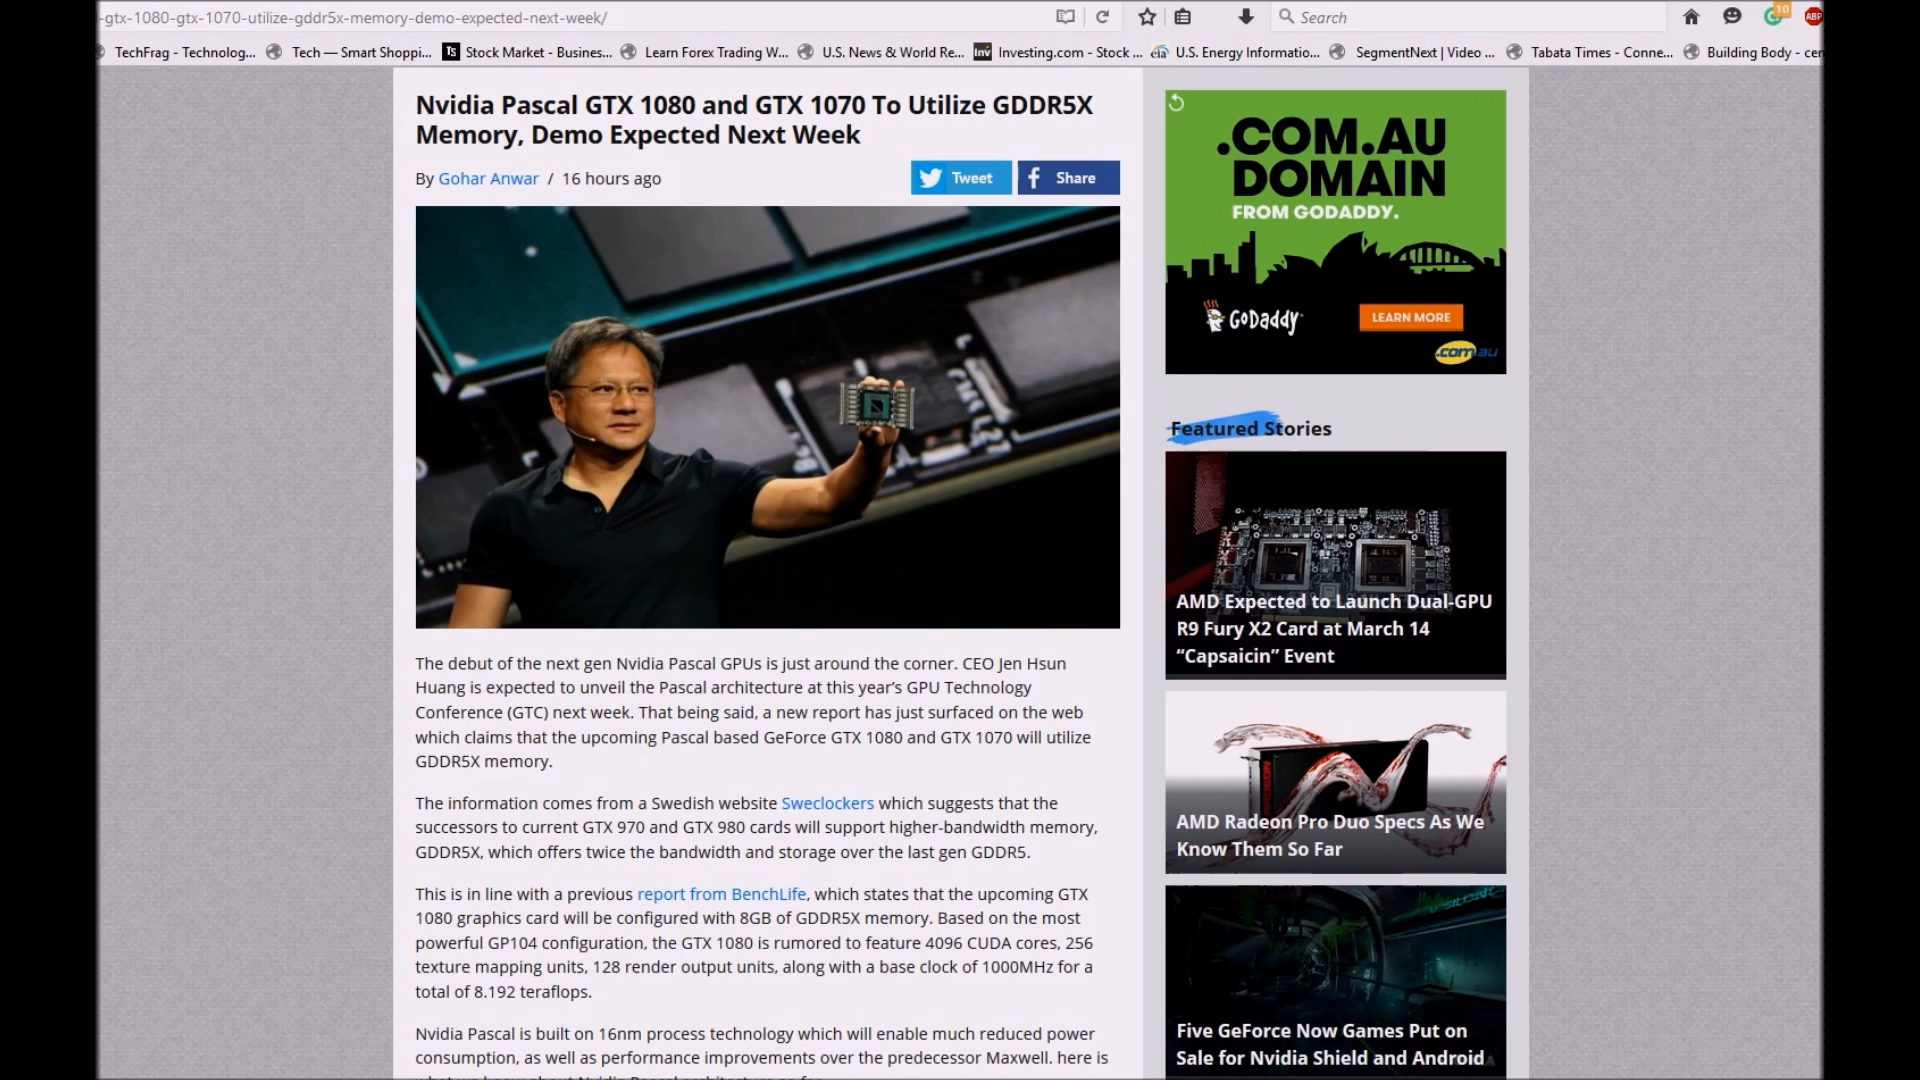 -gtx-1080-gtx-1070-utilize-gddr5x-memory-demo-expected-next-week/
Search
10
ABP
TechFrag - Technolog...
Tech — Smart Shoppi...
Ts
Stock Market - Busines...
Learn Forex Trading W...
U.S. News & World Re...
Inv
Investing.com - Stock ...
eia
U.S. Energy Informatio...
SegmentNext | Video ...
Tabata Times - Conne...
Building Body - cen
Nvidia Pascal GTX 1080 and GTX 1070 To Utilize GDDR5X
Memory, Demo Expected Next Week
By Gohar Anwar / 16 hours ago
Tweet
Share
The debut of the next gen Nvidia Pascal GPUs is just around the corner. CEO Jen Hsun
Huang is expected to unveil the Pascal architecture at this year’s GPU Technology
Conference (GTC) next week. That being said, a new report has just surfaced on the web
which claims that the upcoming Pascal based GeForce GTX 1080 and GTX 1070 will utilize
GDDR5X memory.
The information comes from a Swedish website Sweclockers which suggests that the
successors to current GTX 970 and GTX 980 cards will support higher-bandwidth memory,
GDDR5X, which offers twice the bandwidth and storage over the last gen GDDR5.
This is in line with a previous report from BenchLife, which states that the upcoming GTX
1080 graphics card will be configured with 8GB of GDDR5X memory. Based on the most
powerful GP104 configuration, the GTX 1080 is rumored to feature 4096 CUDA cores, 256
texture mapping units, 128 render output units, along with a base clock of 1000MHz for a
total of 8.192 teraflops.
Nvidia Pascal is built on 16nm process technology which will enable much reduced power
consumption, as well as performance improvements over the predecessor Maxwell. here is
.COM.AU
DOMAIN
FROM GODADDY.
GoDaddy
LEARN MORE
.com.au
Featured Stories
AMD Expected to Launch Dual-GPU
R9 Fury X2 Card at March 14
“Capsaicin” Event
RADEON
AMD Radeon Pro Duo Specs As We
Know Them So Far
Five GeForce Now Games Put on
Sale for Nvidia Shield and Android